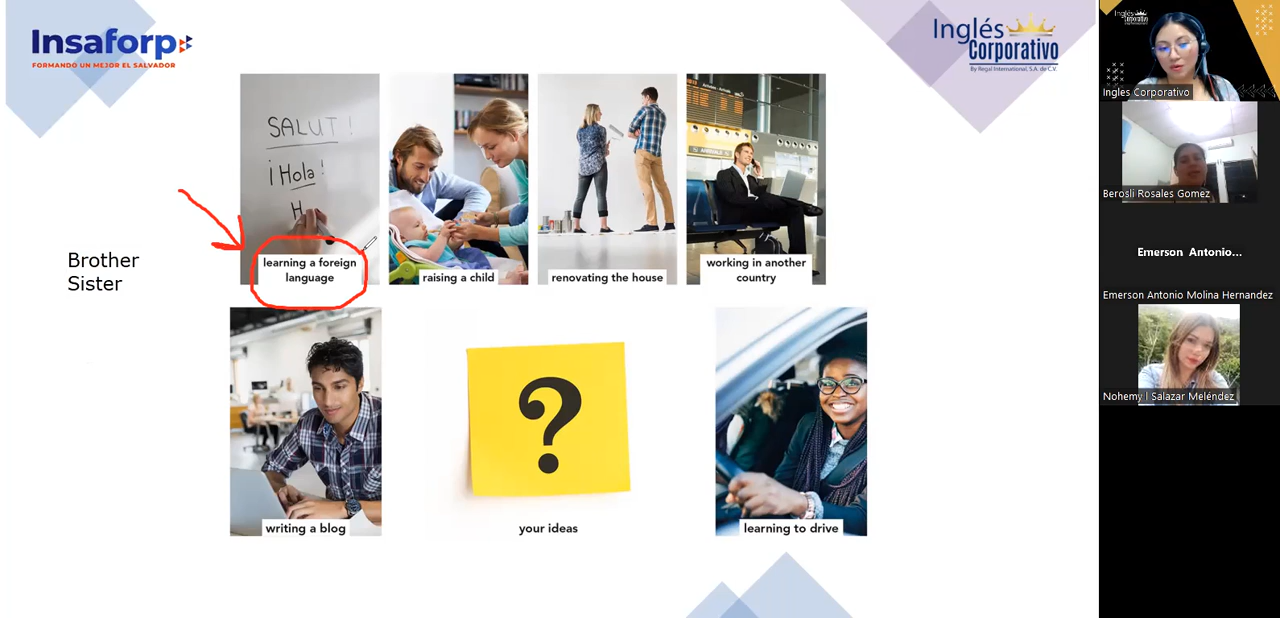 Insaforp
FORMANDO UN MEJOR EL SALVADOR
Inglés
Corporativo
By Regal International, S.A. de C.V.
SALUT!
¡Hola!
H
learning a foreign
language
raising a child
renovating the house
working in another
country
Brother
Sister
writing a blog
?
your ideas
learning to drive
Inglés
Corporativo
Ingles Corporativo
Berosli Rosales Gomez
Emerson Antonio...
Emerson Antonio Molina Hernandez
Nohemy I Salazar Meléndez